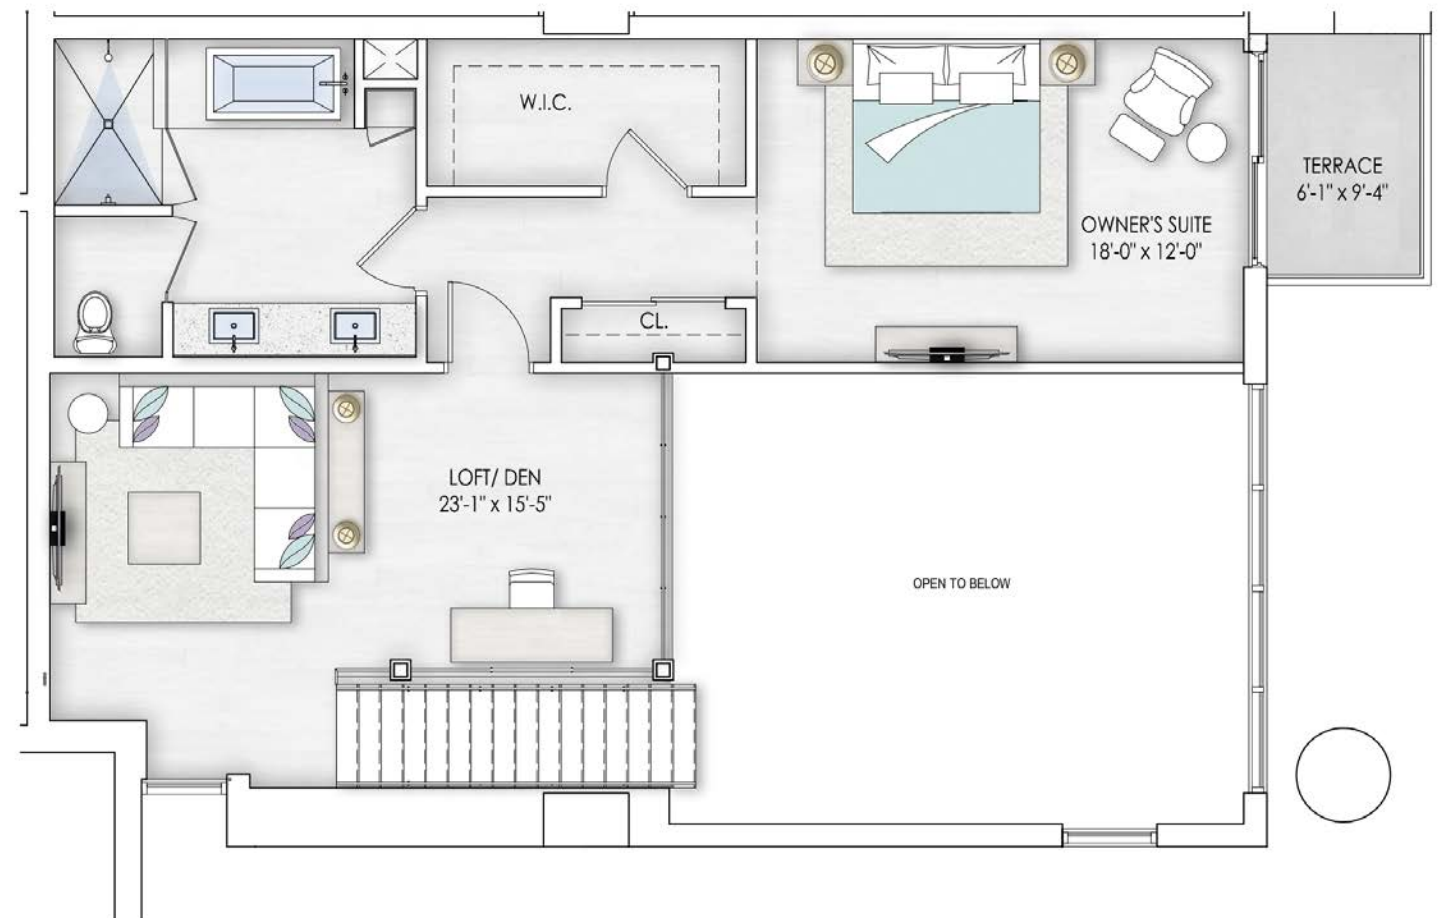 W.I.C.
TERRACE
6'-1" x 9'-4"
OWNER'S SUITE
18'-0" x 12'-0"
CL.
LOFT/ DEN
23'-1" x 15'-5"
OPEN TO BELOW